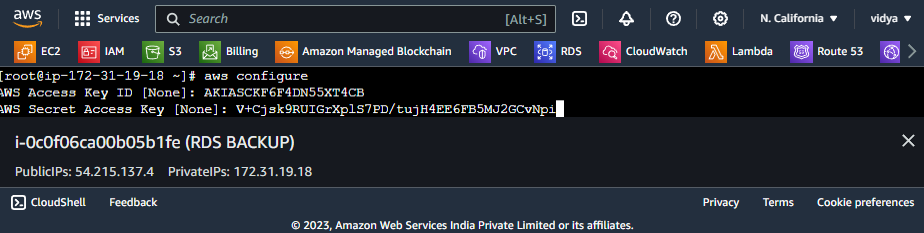 aws
Services
Search
[Alt+S]
N. California
vidya
EC2
IAM
S3
Billing
Amazon Managed Blockchain
VPC
RDS
CloudWatch
Lambda
Route 53
[root@ip-172-31-19-18 ~]# aws configure
AWS Access Key ID [None]: AKIASCKF6F4DN55XT4CB
AWS Secret Access Key [None]: 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
i-0c0f06ca00b05b1fe (RDS BACKUP)
PublicIPs: 54.215.137.4 PrivateIPs: 172.31.19.18
CloudShell
Feedback
Privacy
Terms
Cookie preferences
© 2023, Amazon Web Services India Private Limited or its affiliates.